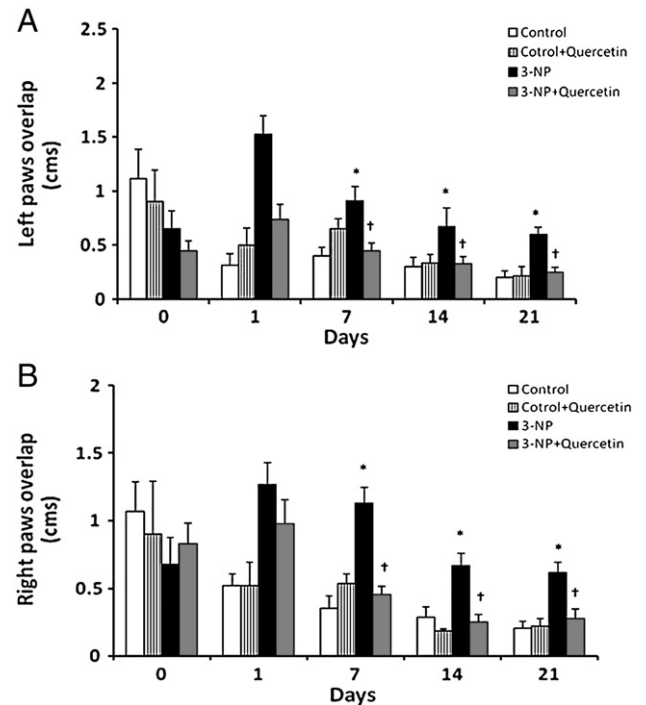 A
2.5
2
1.5
1
0.5
0
Left paws overlap
(cms)
Control
Cotrol+Quercetin
3-NP
3-NP+Quercetin
* † * † * †
0 1 7 14 21
Days
B
2
1.5
1
0.5
0
Right paws overlap
(cms)
Control
Cotrol+Quercetin
3-NP
3-NP+Quercetin
* † * † * †
0 1 7 14 21
Days